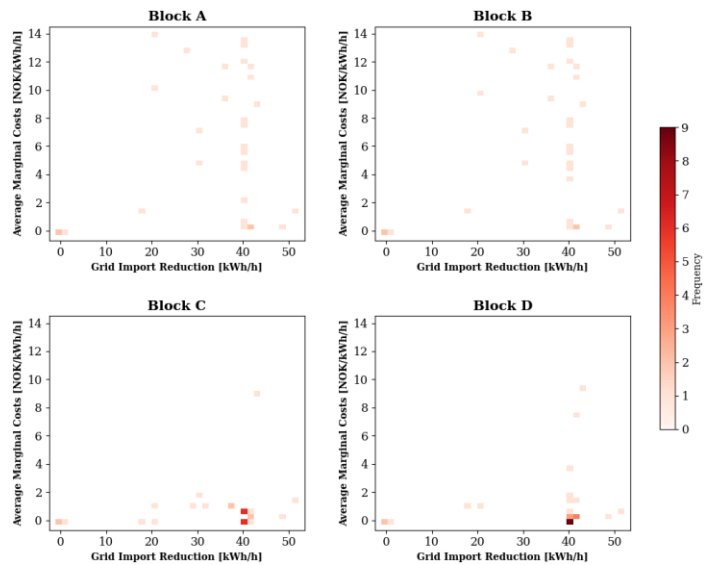 Block A
Average Marginal Costs [NOK/kWh/h]
14
12
10
8
6
4
2
0
0 10 20 30 40 50
Grid Import Reduction [kWh/h]
Block B
Average Marginal Costs [NOK/kWh/h]
14
12
10
8
6
4
2
0
0 10 20 30 40 50
Grid Import Reduction [kWh/h]
Block C
Average Marginal Costs [NOK/kWh/h]
14
12
10
8
6
4
2
0
0 10 20 30 40 50
Grid Import Reduction [kWh/h]
Block D
Average Marginal Costs [NOK/kWh/h]
14
12
10
8
6
4
2
0
0 10 20 30 40 50
Grid Import Reduction [kWh/h]
9
8
7
6
5
4
3
2
1
0
Frequency